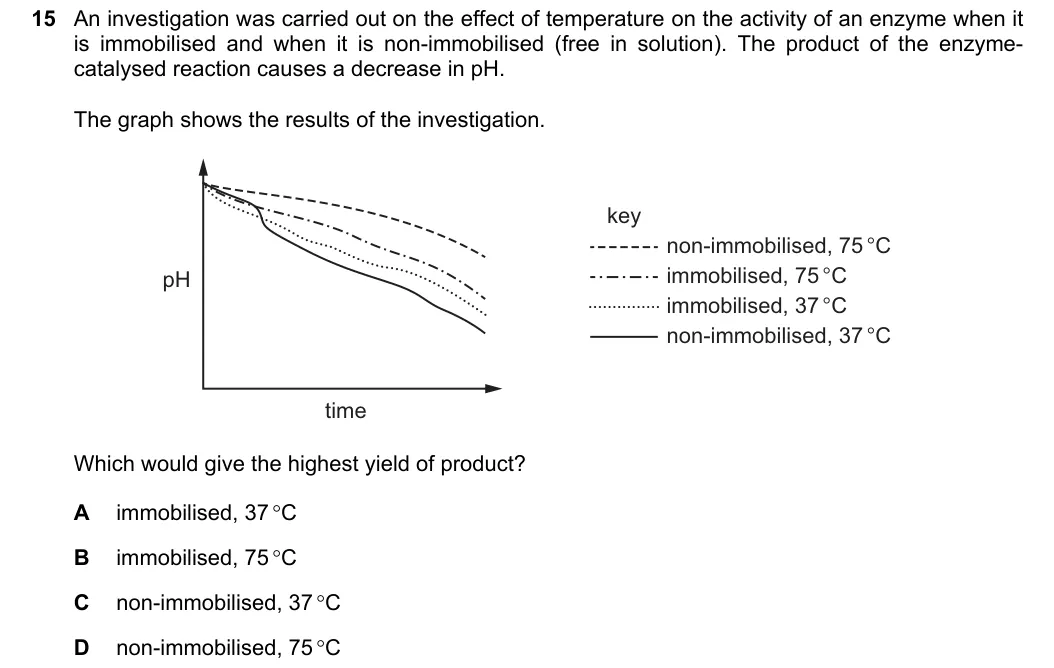 15 An investigation was carried out on the effect of temperature on the activity of an enzyme when it
is immobilised and when it is non-immobilised (free in solution). The product of the enzyme-
catalysed reaction causes a decrease in pH.
The graph shows the results of the investigation.
pH
time
key
non-immobilised, 75 °C
immobilised, 75 °C
immobilised, 37 °C
non-immobilised, 37 °C
Which would give the highest yield of product?
A immobilised, 37 °C
B immobilised, 75 °C
C non-immobilised, 37 °C
D non-immobilised, 75 °C